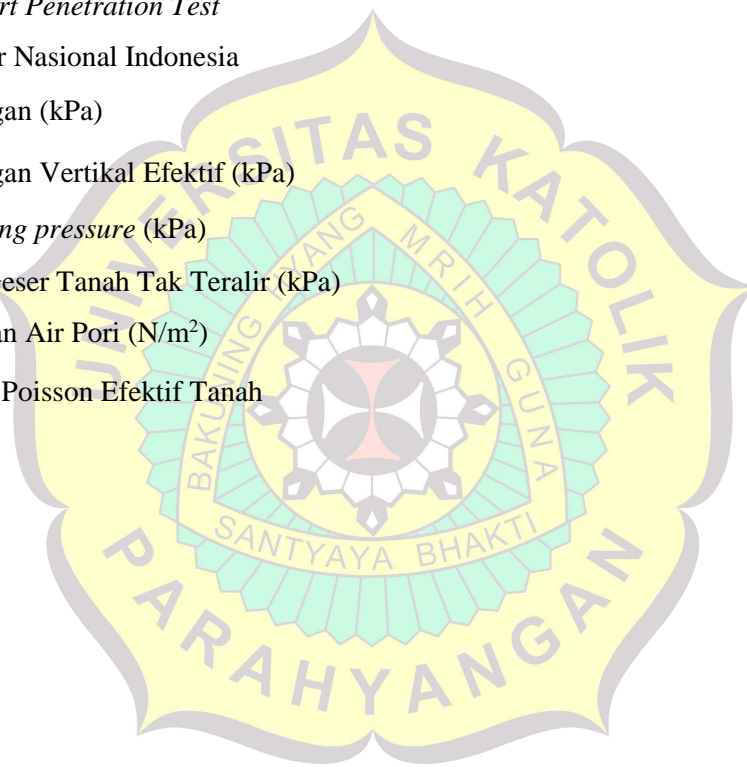 rt Penetration Test
r Nasional Indonesia
gan (kPa)
gan Vertikal Efektif (kPa)
ng pressure (kPa)
eser Tanah Tak Teralir (kPa)
an Air Pori (N/m²)
Poisson Efektif Tanah
UNIVERSITAS KATOLIK
PARAHYANGAN
BAKUNING HYANG MRIH GUNA
SANTYAYA BHAKTI